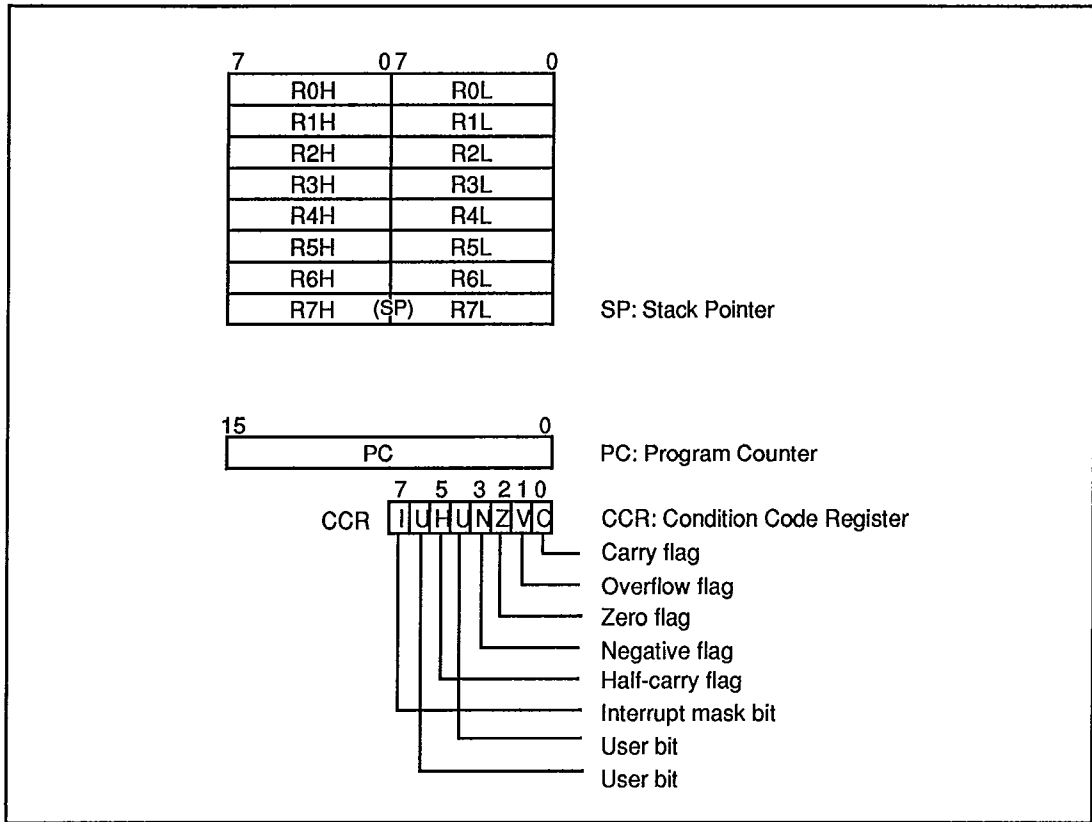 7 0 7 0
R0H R0L
R1H R1L
R2H R2L
R3H R3L
R4H R4L
R5H R5L
R6H R6L
R7H (SP) R7L SP: Stack Pointer
15 0
PC PC: Program Counter
7 5 3 2 1 0
CCR I U H U N Z V C CCR: Condition Code Register
Carry flag
Overflow flag
Zero flag
Negative flag
Half-carry flag
Interrupt mask bit
User bit
User bit